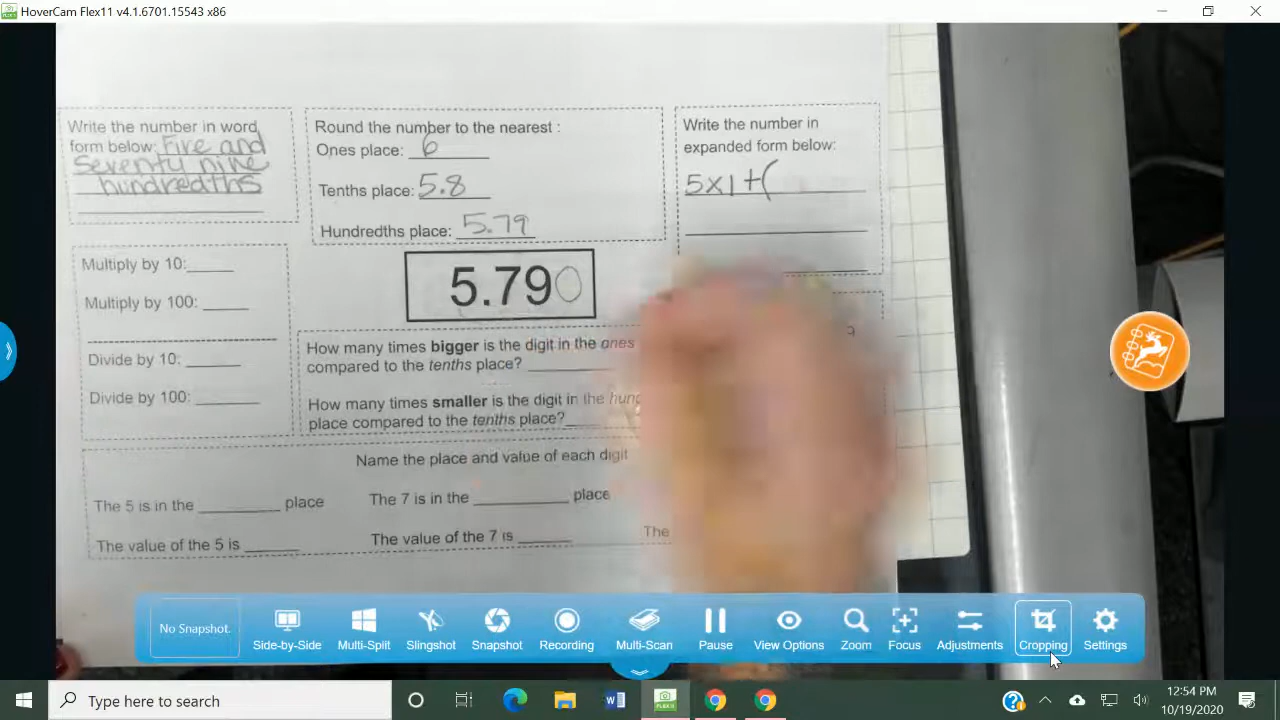 HoverCam Flex11 v4.1.6701.15543 x86
Write the number in word
form below: Five and
Seventy nine
hundredths
Round the number to the nearest :
Ones place: 6
Tenths place: 5.8
Hundredths place: 5.79
Write the number in
expanded form below:
5×1+(
Multiply by 10:
Multiply by 100:
Divide by 10:
Divide by 100:
5.790
How many times bigger is the digit in the ones
compared to the tenths place?
How many times smaller is the digit in the
place compared to the tenths place?
Name the place and value of each digit
The 5 is in the ________ place
The 7 is in the ________ place
The value of the 5 is
The value of the 7 is
The
No Snapshot.
Side-by-Side
Multi-Split
Slingshot
Snapshot
Recording
Multi-Scan
Pause
View Options
Zoom
Focus
Adjustments
Cropping
Settings
Type here to search
12:54 PM
10/19/2020